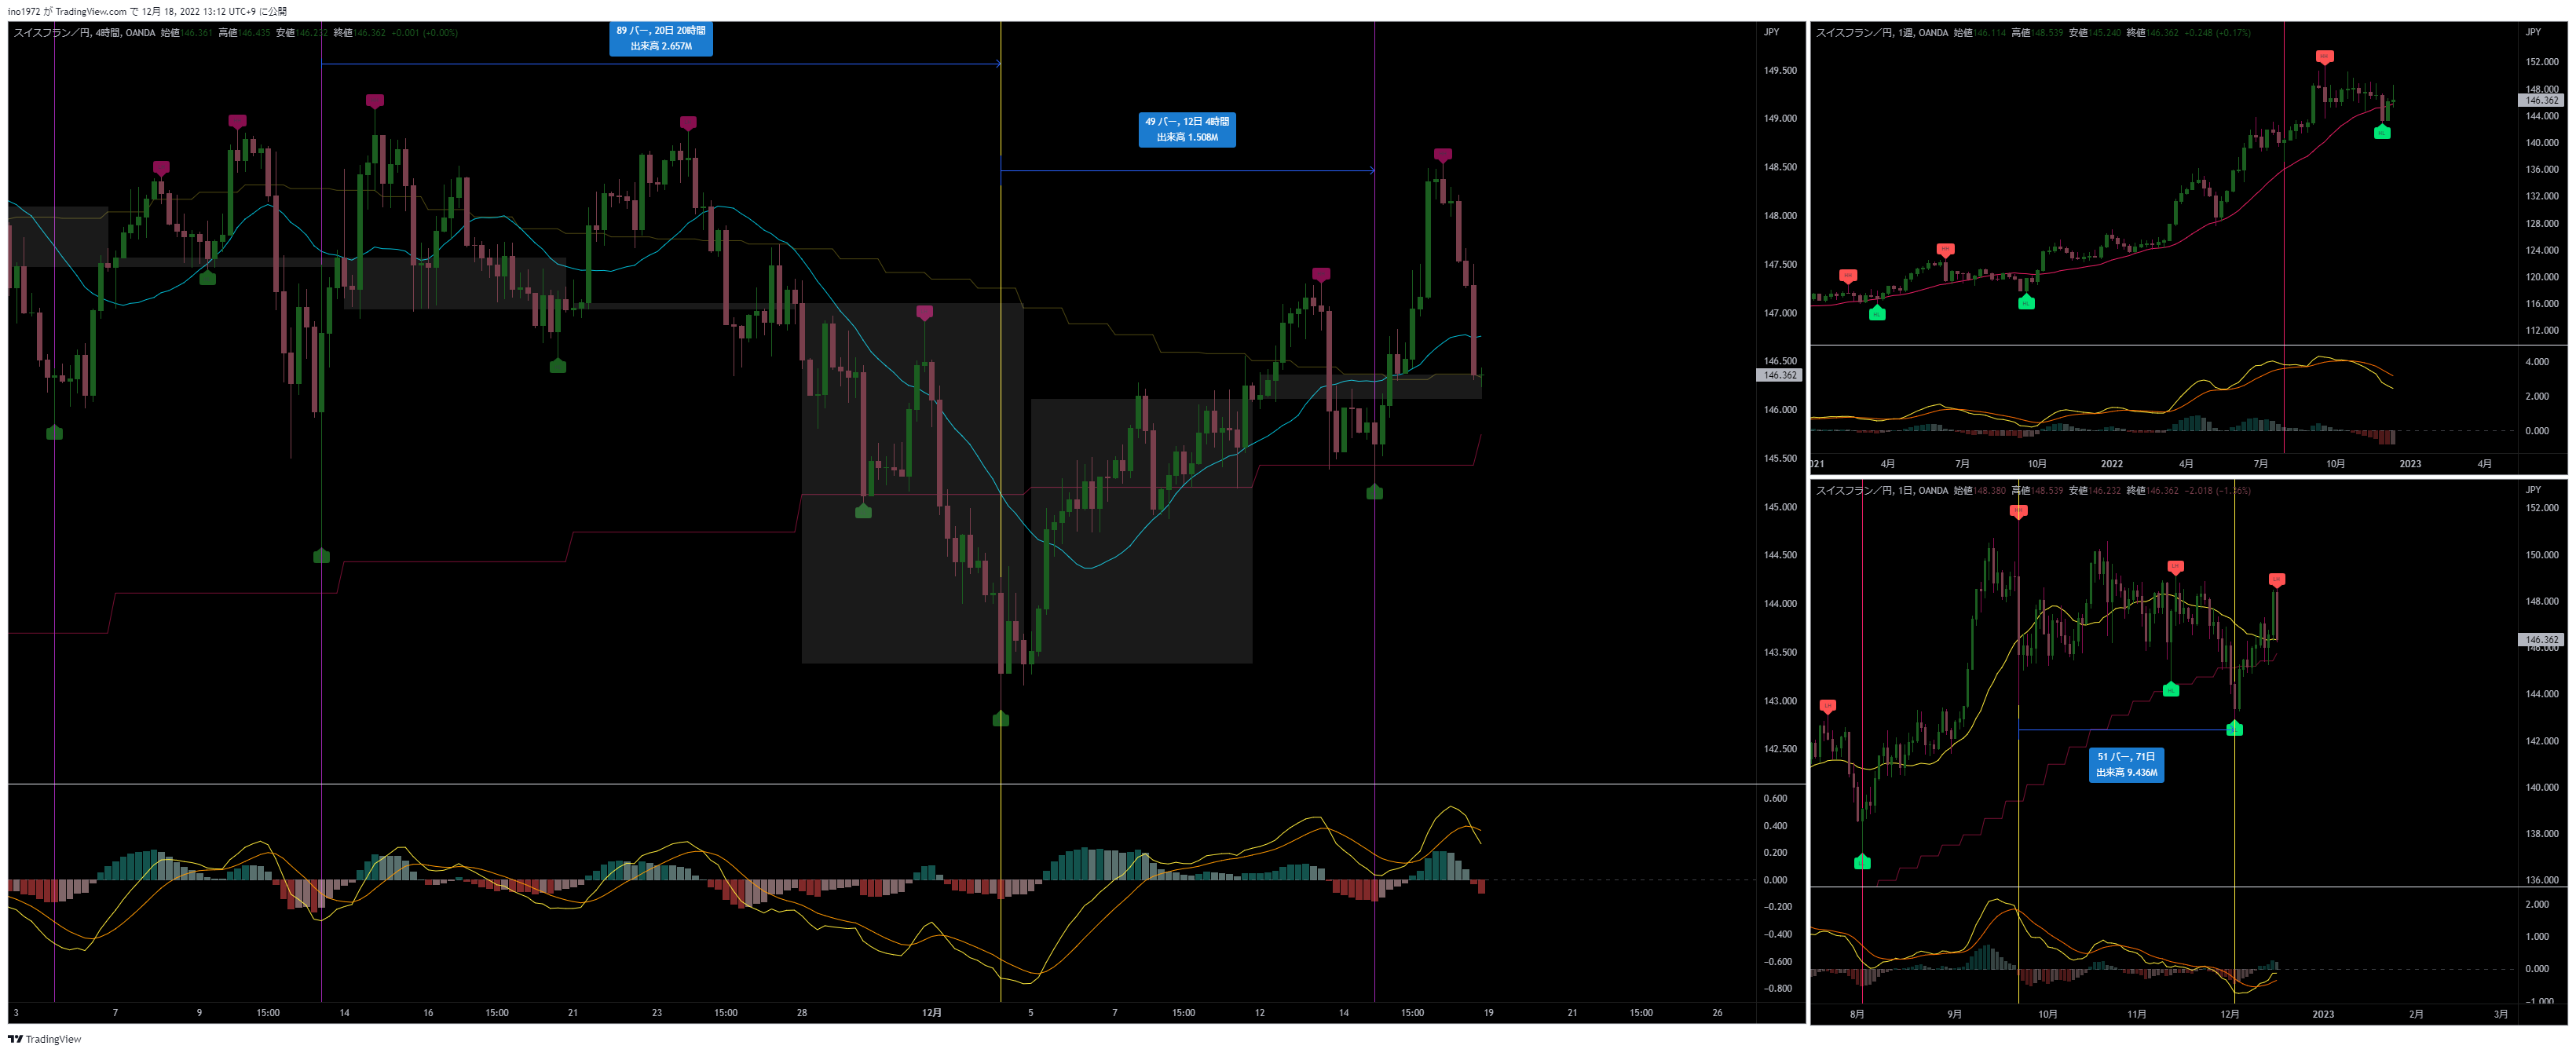 ino1972 が TradingView.com で 12月 18, 2022 13:12 UTC+9 に公開
スイスフラン／円, 4時間, OANDA 始値146.361 高値146.435 安値146.232 終値146.362 +0.001 (+0.00%)
89 バー, 20日 20時間
出来高 2.657M
49 バー, 12日 4時間
出来高 1.508M
JPY
149.500
149.000
148.500
148.000
147.500
147.000
146.500
146.362
146.000
145.500
145.000
144.500
144.000
143.500
143.000
142.500
0.600
0.400
0.200
0.000
−0.200
−0.400
−0.600
−0.800
3 7 9 15:00 14 16 15:00 21 23 15:00 28 12月 5 7 15:00 12 14 15:00 19 21 15:00 26
スイスフラン／円, 1週, OANDA 始値146.114 高値148.539 安値145.240 終値146.362 +0.248 (+0.17%)
JPY
152.000
148.000
146.362
144.000
140.000
136.000
132.000
128.000
124.000
120.000
116.000
112.000
HH
HH
HH
HL
HL
HL
4.000
2.000
0.000
021 4月 7月 10月 2022 4月 7月 10月 2023 4月
スイスフラン／円, 1日, OANDA 始値148.380 高値148.539 安値146.232 終値146.362 −2.018 (−1.36%)
JPY
152.000
150.000
148.000
146.362
146.000
144.000
142.000
140.000
138.000
136.000
LH
LH
LH
HL
51 バー, 71日
出来高 9.436M
2.000
1.000
0.000
−1.000
8月 9月 10月 11月 12月 2023 2月 3月
TradingView